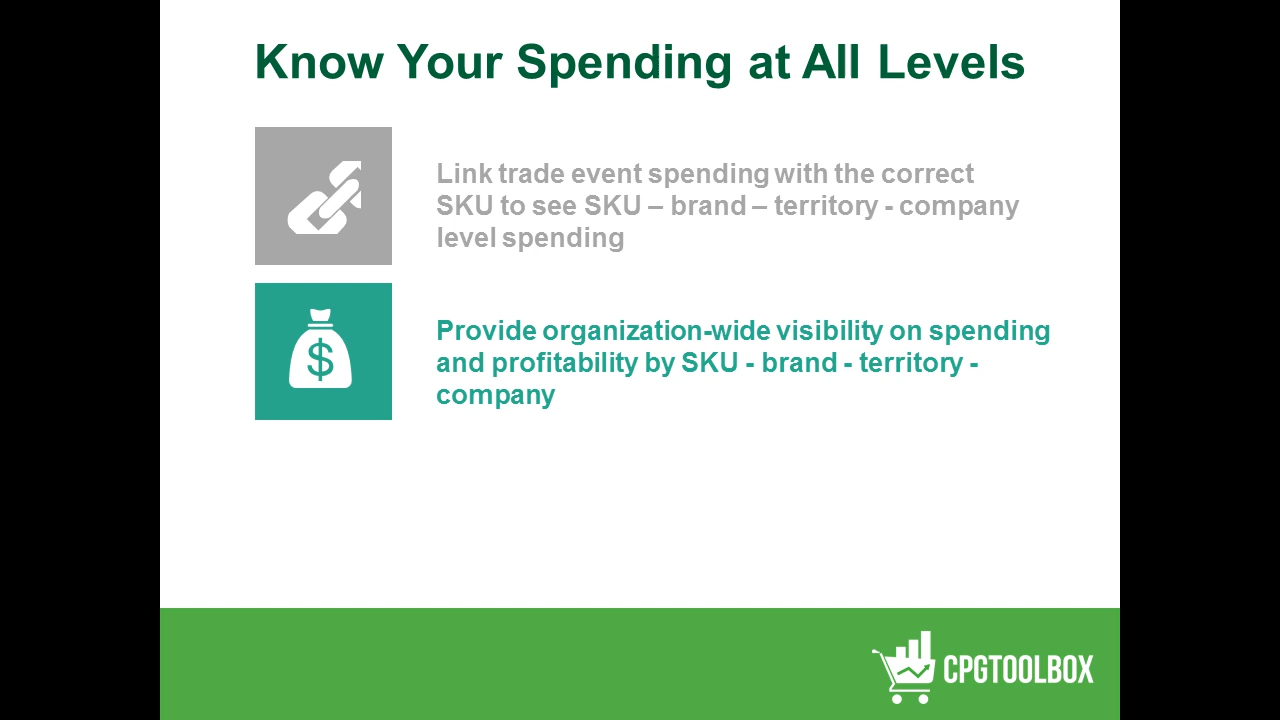 Know Your Spending at All Levels
Link trade event spending with the correct
SKU to see SKU – brand – territory - company
level spending
$
Provide organization-wide visibility on spending
and profitability by SKU - brand - territory -
company
CPGTOOLBOX